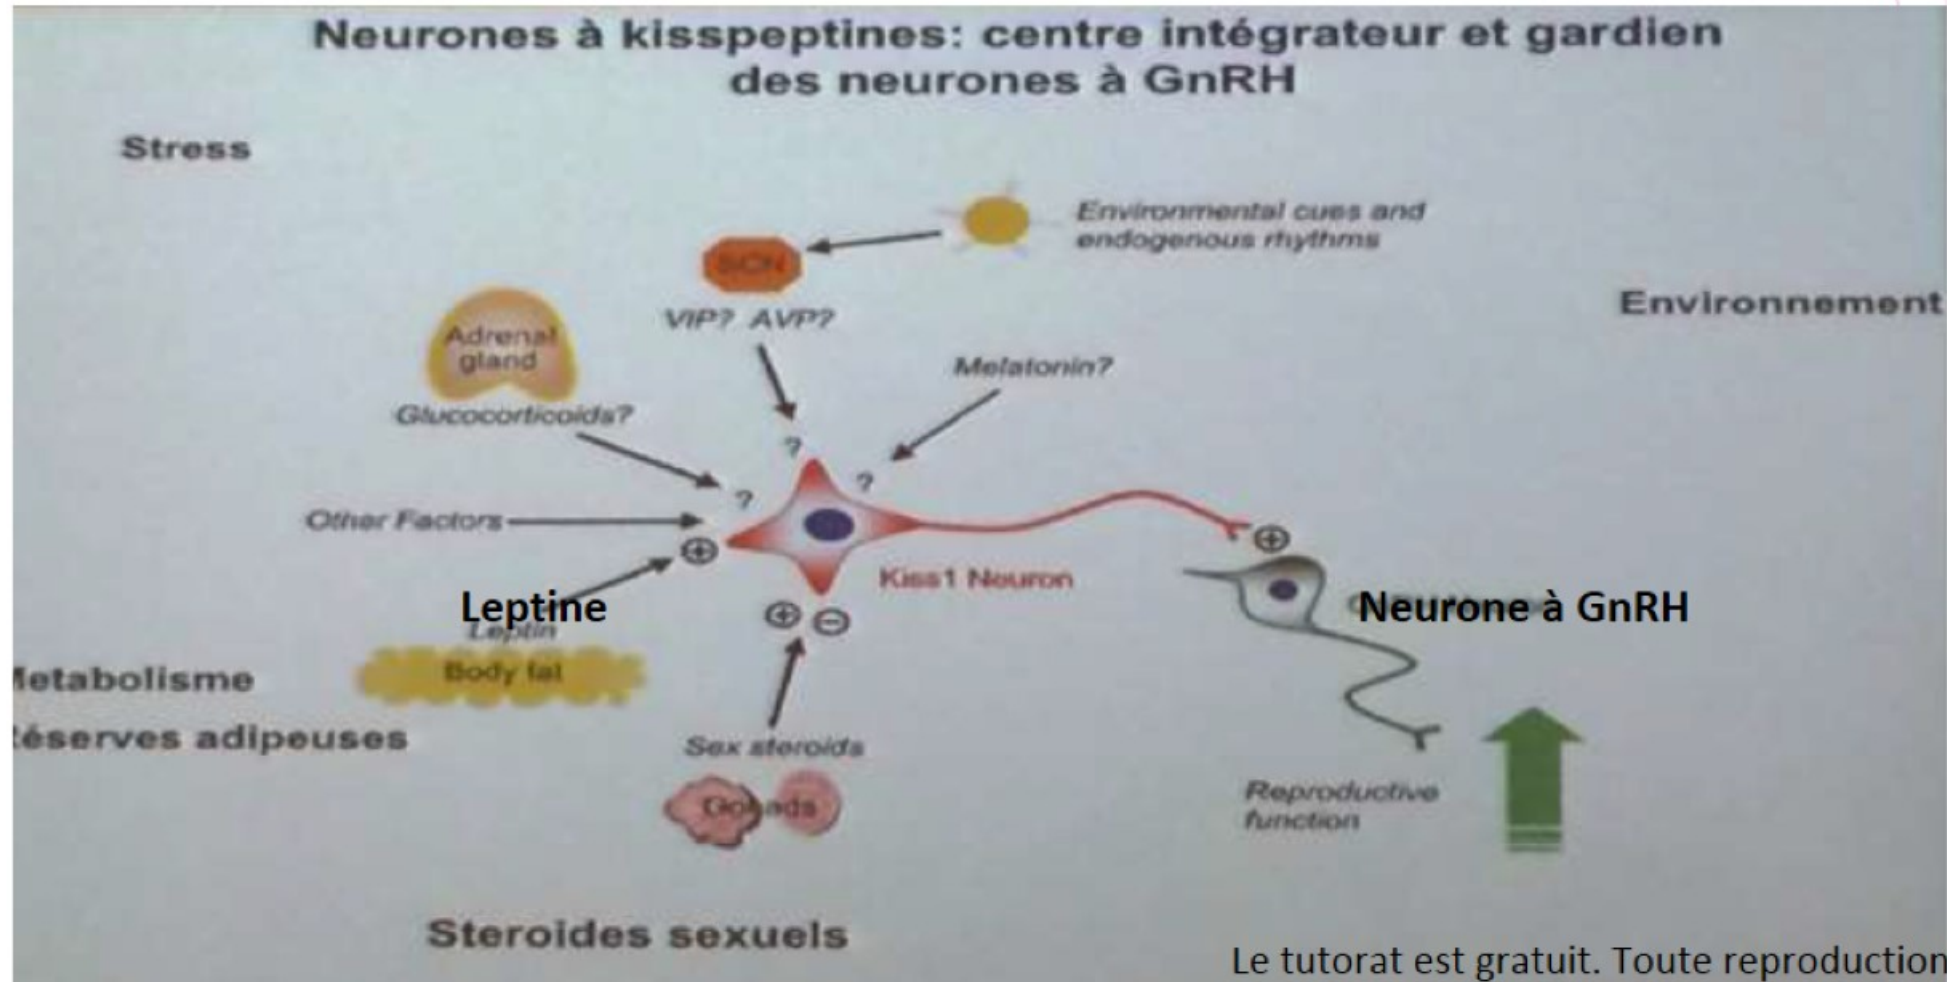 Neurones à kisspeptines: centre intégrateur et gardien
des neurones à GnRH
Stress
Environmental cues and
endogenous rhythms
SCN
Environnement
VIP? AVP?
Adrenal
gland
Melatonin?
Glucocorticoids?
?
?
?
Other Factors
+
+
Kiss1 Neuron
Leptine
Neurone à GnRH
+ −
Leptin
Body fat
Metabolisme
Réserves adipeuses
Sex steroids
Gonads
Reproductive
function
Steroides sexuels
Le tutorat est gratuit. Toute reproduction